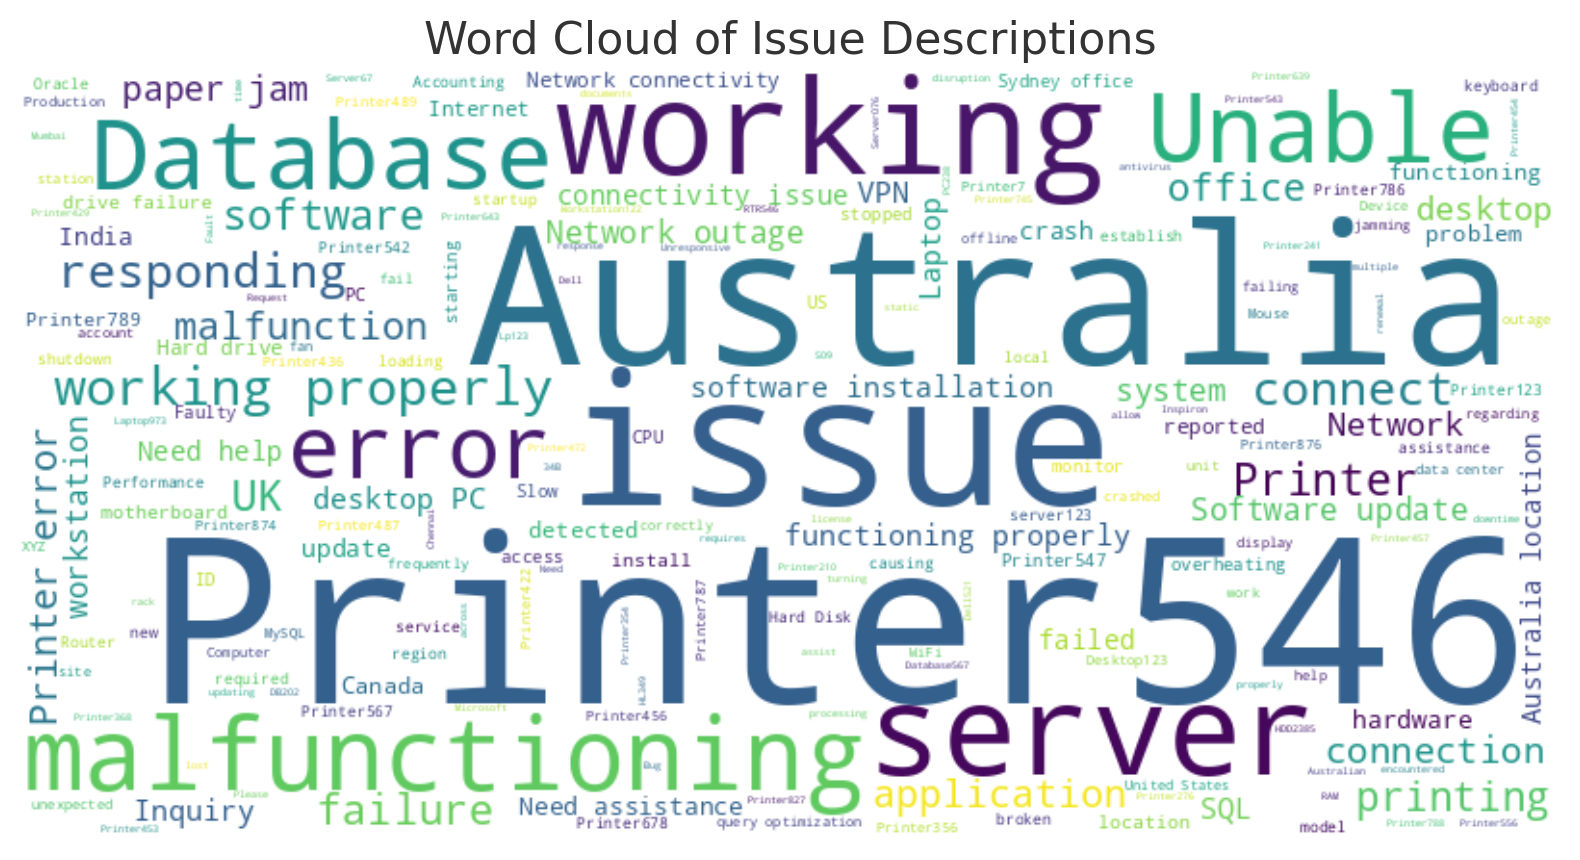 Word Cloud of Issue Descriptions
Oracle
paper jam
time
Server67
Accounting
Network connectivity
disruption
Sydney office
Printer639
keyboard
Production
Printer489
Internet
documents
working
Server076
Printer543
Unable
Printer454
Mumbai
Database
antivirus
functioning
station
drive failure
startup
connectivity issue
VPN
PC238
Printer7
Printer785
office
Printer786
Device
desktop
Printer629
Fault
software
Printer643
Workstation122
RTR546
stopped
Laptop
jamming
India
Printer542
Network outage
response
Unresponsive
offline
crash
establish
Printer241
problem
responding
fail
starting
Dell
Australia
multiple
Request
PC
US
static
failing
renewal
Printer789
account
malfunction
Lp123
Mouse
outage
shutdown
Hard drive
fan
Printer436
loading
S09
local
working properly
software installation
system
connect
Printer123
Laptop973
Faulty
error
issue
CPU
allow
Inspiron
reported
Network
regarding
Printer error
workstation
Need help
Printer472
34B
Printer876
assistance
Performance
UK
desktop PC
Slow
monitor
unit
Printer
data center
Australia location
motherboard
crashed
Printer874
Printer487
Chennai
detected
correctly
requires
license
server123
Software update
downtime
XYZ
update
frequently
access
install
functioning properly
Printer547
display
Printer457
ID
Need
Printer210
causing
overheating
Printer546
rack
new
MySQL
service
across
Printer422
Printer354
Printer787
turning
Hard Disk
Dell521
work
Router
Computer
region
assist
WiFi
Database567
failed
Desktop123
site
required
updating
DB202
Canada
HL349
properly
help
Printer368
Printer567
Microsoft
Printer456
processing
server
HDD2385
hardware
malfunctioning
lost
Bug
connection
Australian
encountered
unexpected
Inquiry
Please
failure
Need assistance
Printer827
application
United States
Printer276
SQL
RAM
printing
Printer453
Printer678
query optimization
Printer356
broken
location
model
Printer788
Printer556